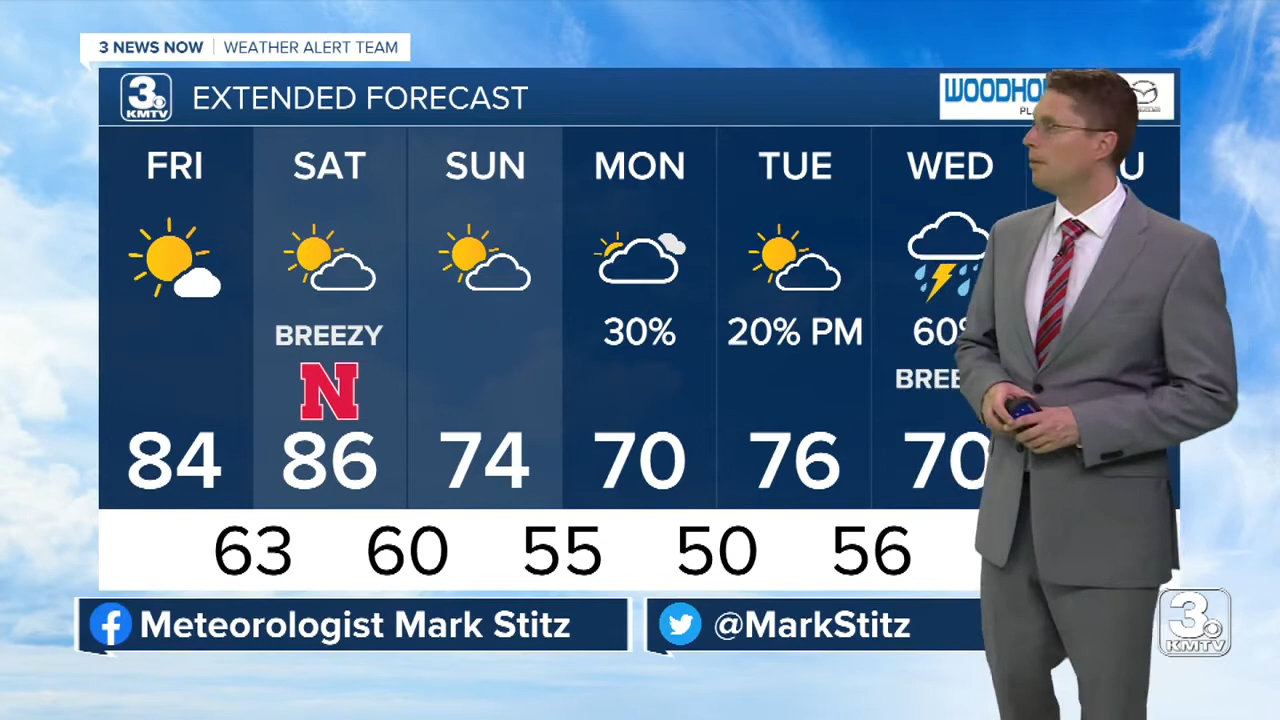 3 NEWS NOW WEATHER ALERT TEAM
3 KMTV EXTENDED FORECAST
FRI SAT SUN MON TUE WED
BREEZY 30% 20% PM
N
84 86 74 70 76 70
63 60 55 50 56
Meteorologist Mark Stitz @MarkStitz
3 KMTV